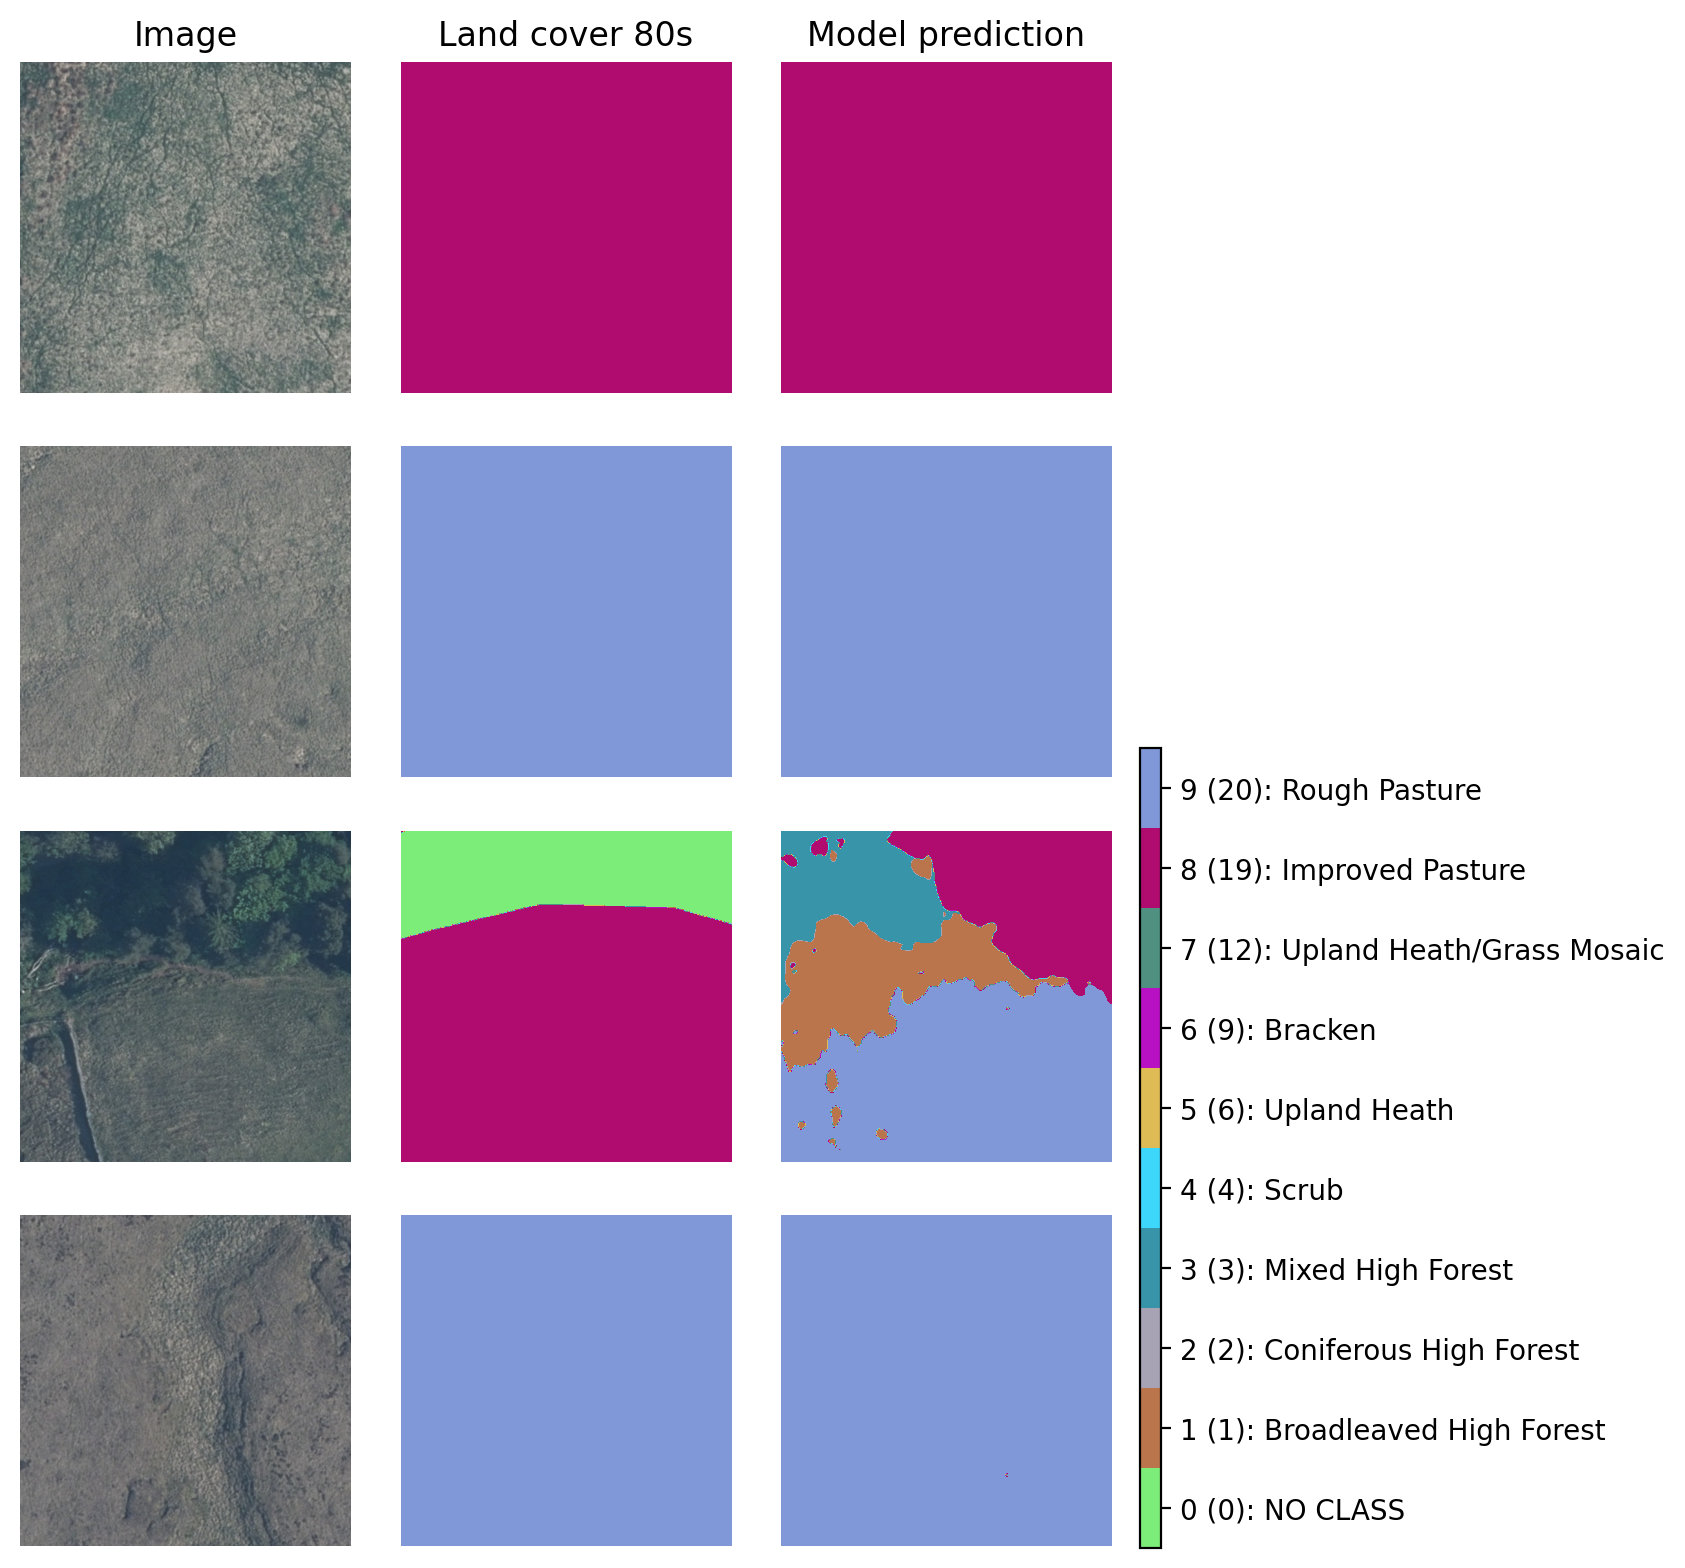 Image
Land cover 80s
Model prediction
9 (20): Rough Pasture
8 (19): Improved Pasture
7 (12): Upland Heath/Grass Mosaic
6 (9): Bracken
5 (6): Upland Heath
4 (4): Scrub
3 (3): Mixed High Forest
2 (2): Coniferous High Forest
1 (1): Broadleaved High Forest
0 (0): NO CLASS